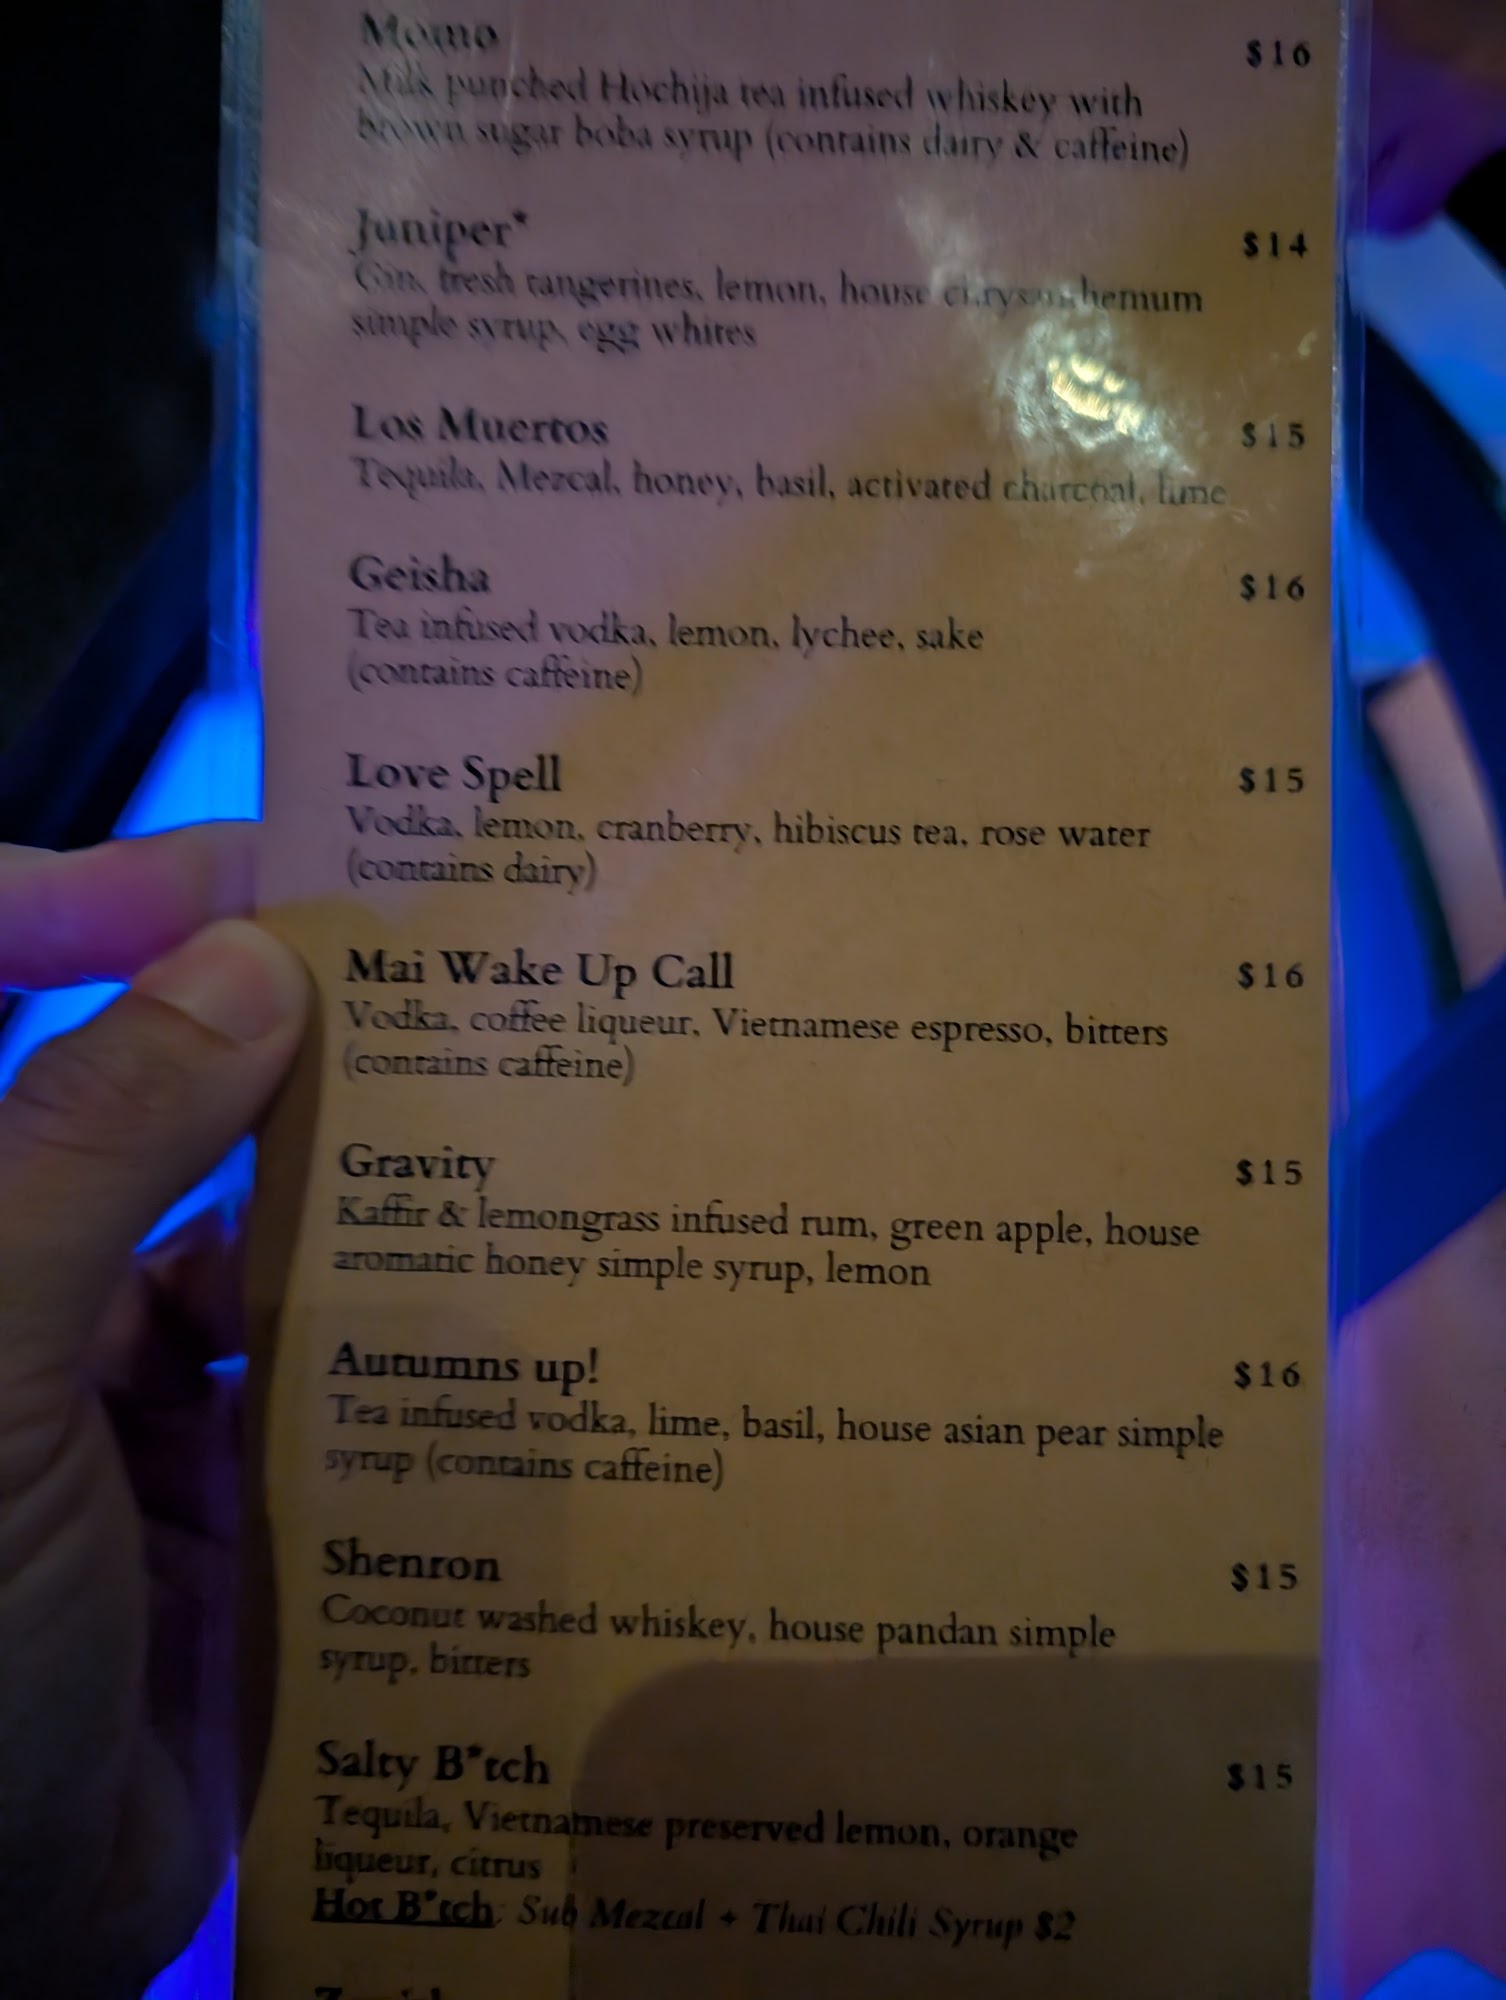 Momo $16
Milk punched Hochija tea infused whiskey with
brown sugar boba syrup (contains dairy & caffeine)
Juniper* $14
Gin, fresh tangerines, lemon, house chrysanthemum
simple syrup, egg whites
Los Muertos $15
Tequila, Mezcal, honey, basil, activated charcoal, lime
Geisha $16
Tea infused vodka, lemon, lychee, sake
(contains caffeine)
Love Spell $15
Vodka, lemon, cranberry, hibiscus tea, rose water
(contains dairy)
Mai Wake Up Call $16
Vodka, coffee liqueur, Vietnamese espresso, bitters
(contains caffeine)
Gravity $15
Kaffir & lemongrass infused rum, green apple, house
aromatic honey simple syrup, lemon
Autumns up! $16
Tea infused vodka, lime, basil, house asian pear simple
syrup (contains caffeine)
Shenron $15
Coconut washed whiskey, house pandan simple
syrup, bitters
Salty B*tch $15
Tequila, Vietnamese preserved lemon, orange
liqueur, citrus
Hot B*tch: Sub Mezcal + Thai Chili Syrup $2